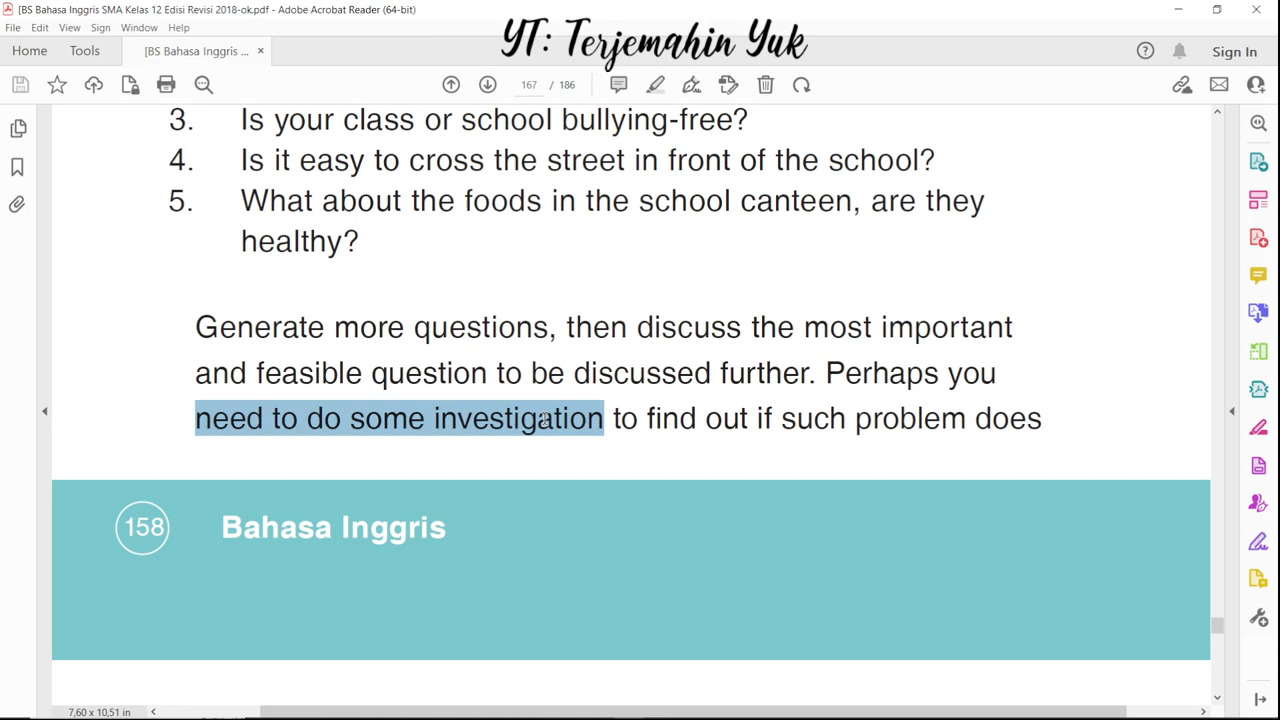 [BS Bahasa Inggris SMA Kelas 12 Edisi Revisi 2018-ok.pdf - Adobe Acrobat Reader (64-bit)
File Edit View Sign Window Help
YT: Terjemahin Yuk
Home Tools [BS Bahasa Inggris ... ×
Sign In
167 / 186
3. Is your class or school bullying-free?
4. Is it easy to cross the street in front of the school?
5. What about the foods in the school canteen, are they
healthy?
Generate more questions, then discuss the most important
and feasible question to be discussed further. Perhaps you
need to do some investigation to find out if such problem does
158 Bahasa Inggris
7,60 x 10,51 in